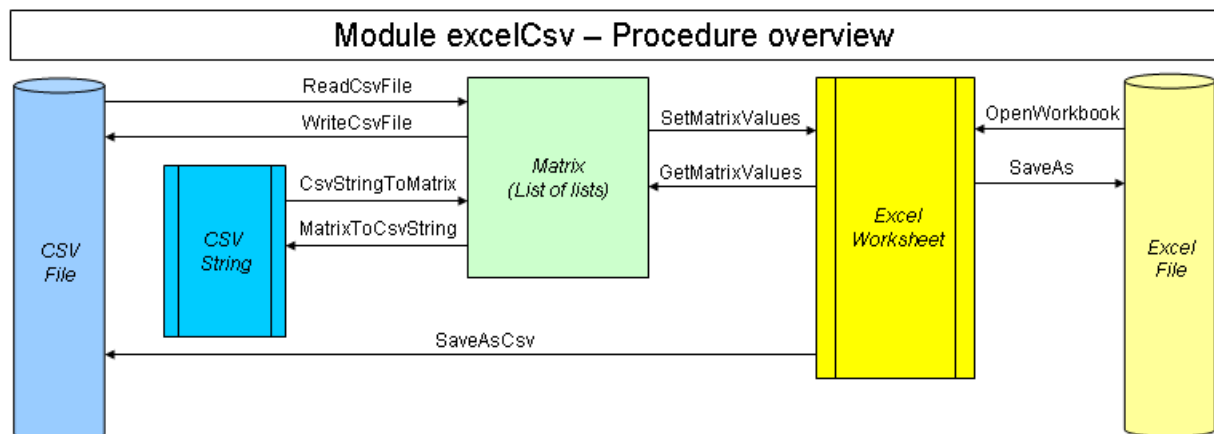 Module excelCsv – Procedure overview
ReadCsvFile
WriteCsvFile
CsvStringToMatrix
MatrixToCsvString
SetMatrixValues
GetMatrixValues
OpenWorkbook
SaveAs
SaveAsCsv
CSV
File
CSV
String
Matrix
(List of lists)
Excel
Worksheet
Excel
File